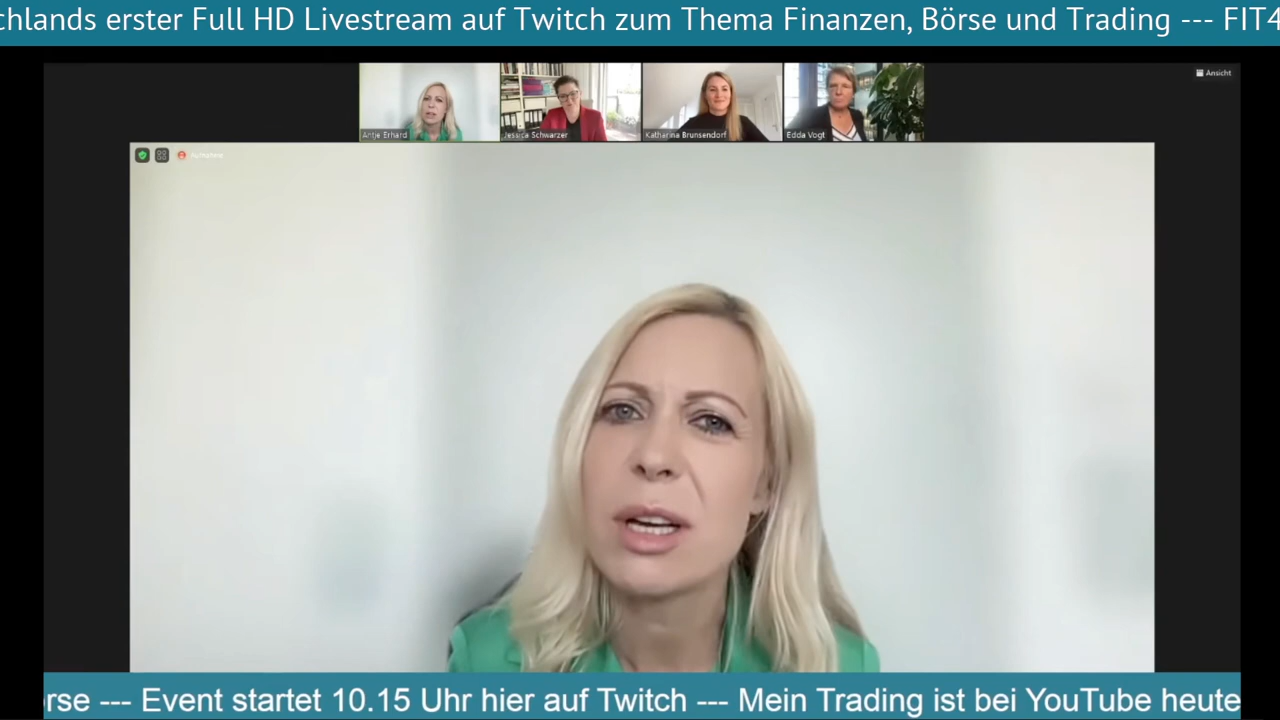 chlands erster Full HD Livestream auf Twitch zum Thema Finanzen, Börse und Trading --- FIT4
Ansicht
Antje Erhard
Jessica Schwarzer
Katharina Brunsendorf
Edda Vogt
Aufnahme
rse --- Event startet 10.15 Uhr hier auf Twitch --- Mein Trading ist bei YouTube heute